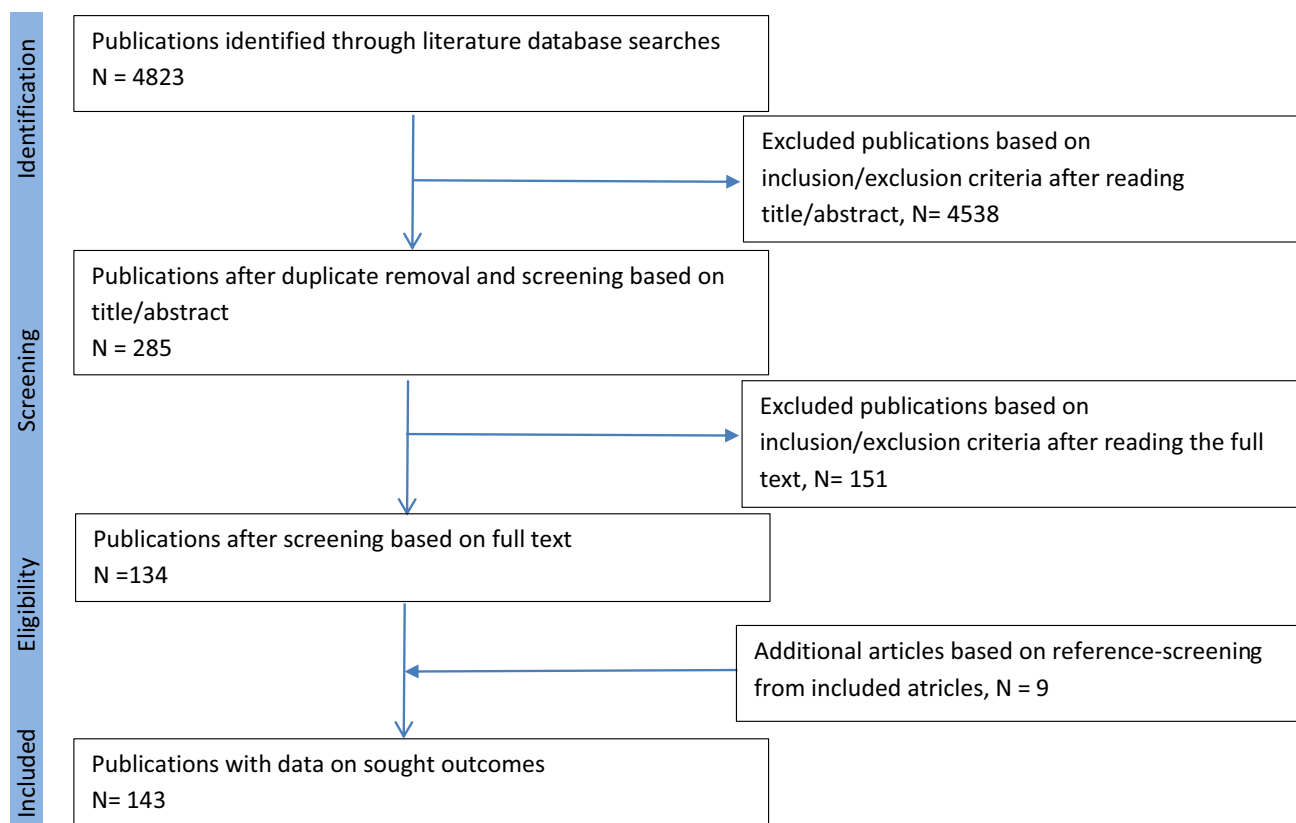 Identification
Publications identified through literature database searches
N = 4823
Excluded publications based on
inclusion/exclusion criteria after reading
title/abstract, N= 4538
Screening
Publications after duplicate removal and screening based on
title/abstract
N = 285
Excluded publications based on
inclusion/exclusion criteria after reading the full
text, N= 151
Eligibility
Publications after screening based on full text
N =134
Additional articles based on reference-screening
from included atricles, N = 9
Included
Publications with data on sought outcomes
N= 143